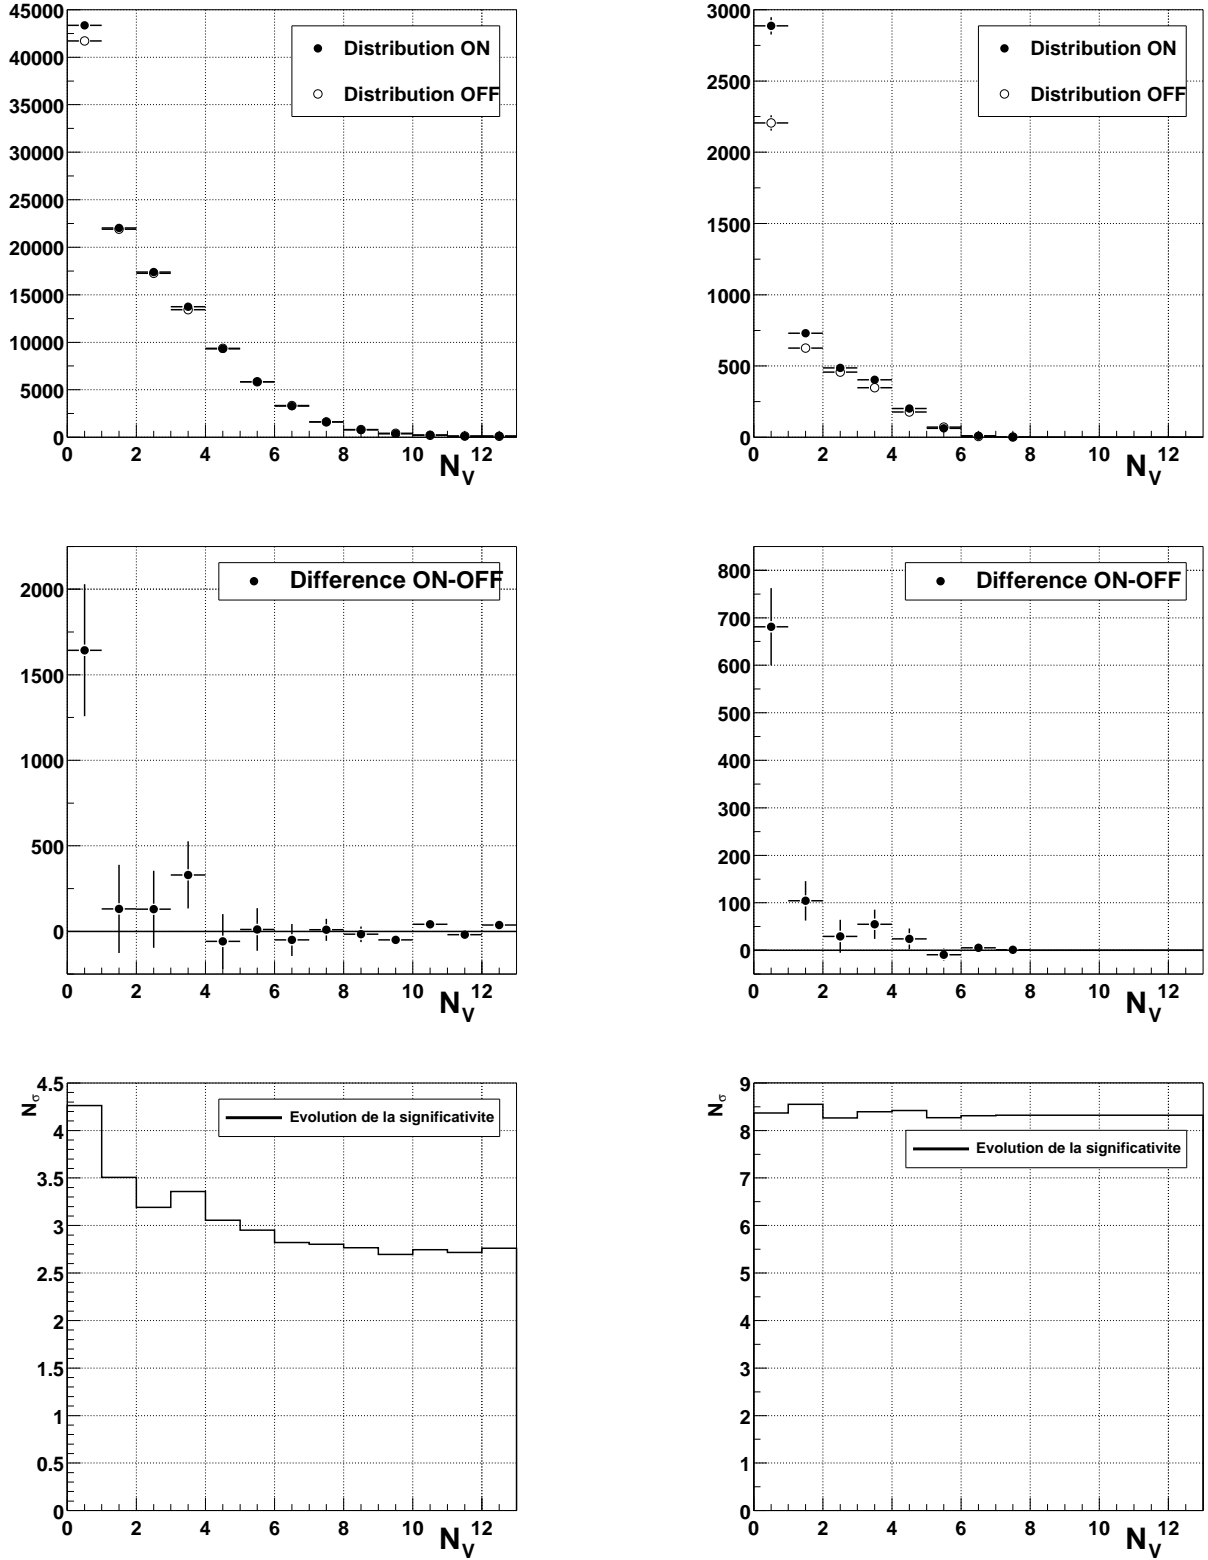 45000
40000
35000
30000
25000
20000
15000
10000
5000
0
Distribution ON
Distribution OFF
0 2 4 6 8 10 12
N_V
3000
2500
2000
1500
1000
500
0
Distribution ON
Distribution OFF
0 2 4 6 8 10 12
N_V
2000
1500
1000
500
0
Difference ON-OFF
0 2 4 6 8 10 12
N_V
800
700
600
500
400
300
200
100
0
Difference ON-OFF
0 2 4 6 8 10 12
N_V
N_σ
4.5
4
3.5
3
2.5
2
1.5
1
0.5
0
Evolution de la significativite
0 2 4 6 8 10 12
N_V
N_σ
9
8
7
6
5
4
3
2
1
0
Evolution de la significativite
0 2 4 6 8 10 12
N_V